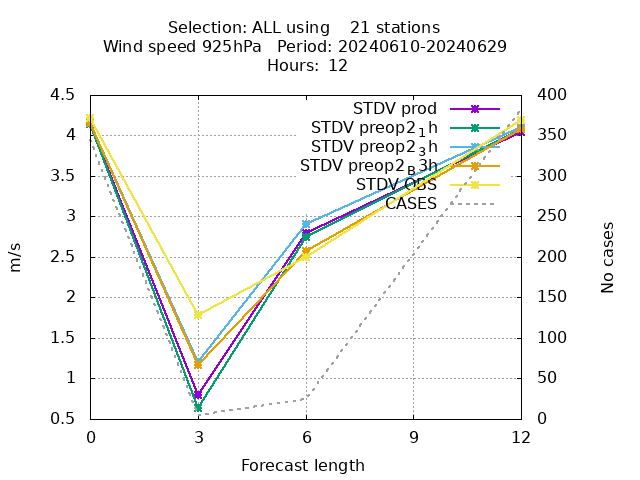 Selection: ALL using 21 stations
Wind speed 925hPa Period: 20240610-20240629
Hours: 12
STDV prod
STDV preop2₁h
STDV preop2₃h
STDV preop2_B3h
STDV OBS
CASES
m/s
4.5
4
3.5
3
2.5
2
1.5
1
0.5
400
350
300
250
200
150
100
50
0
No cases
0 3 6 9 12
Forecast length